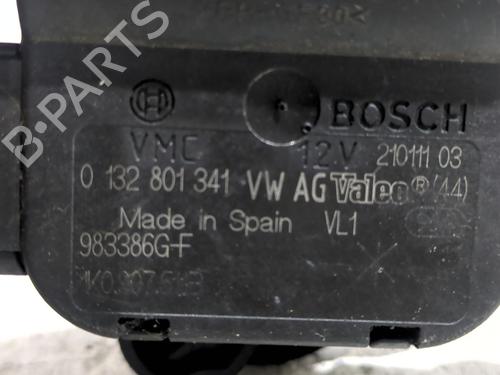 B-PARTS
BOSCH
VMC 12V 210111 03
0 132 801 341 VW AG Valeo® (44)
Made in Spain VL1
983386G-F